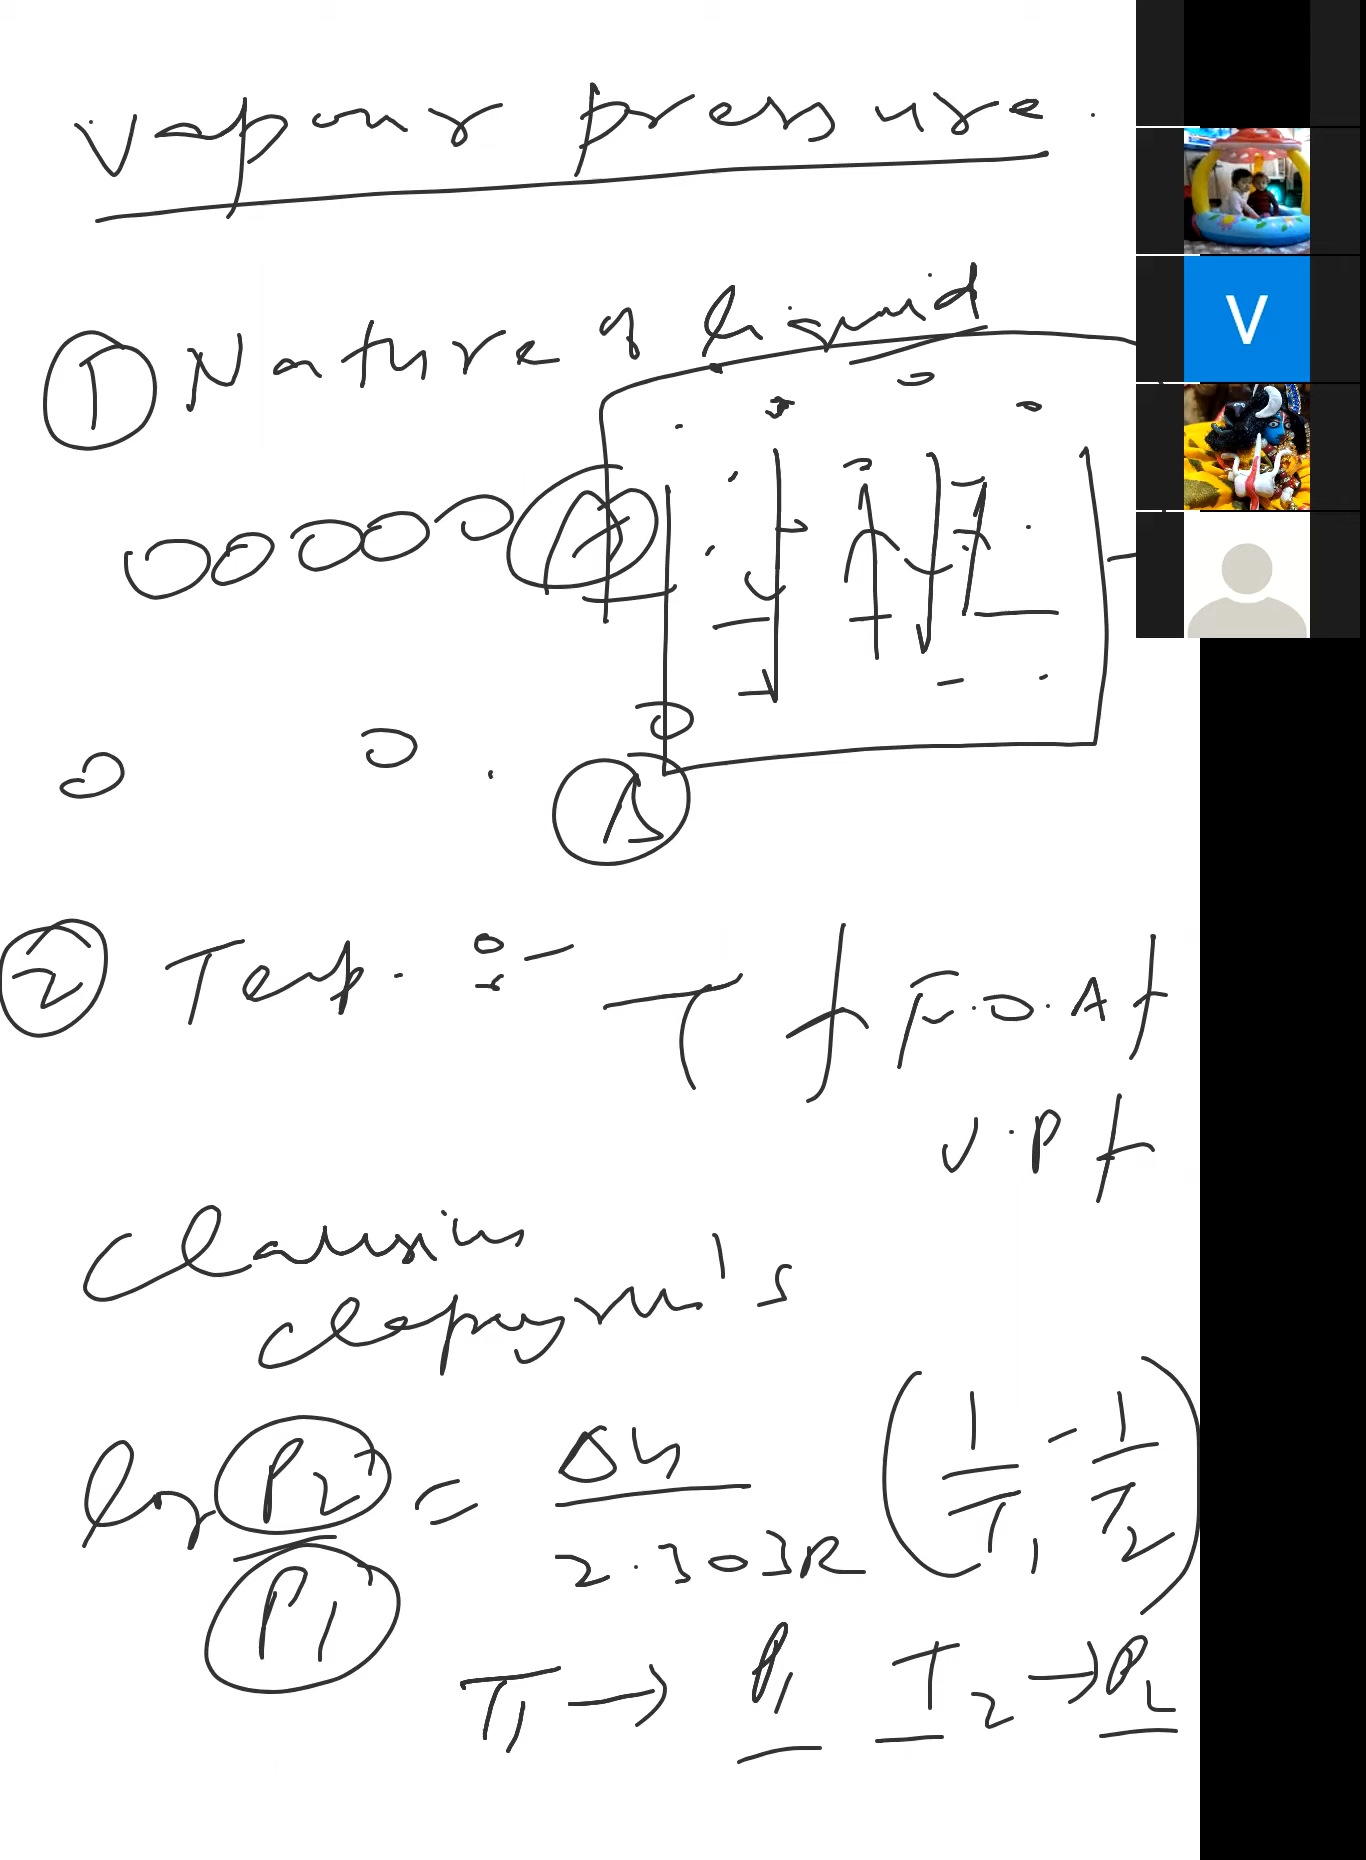 Vapour pressure.
① Nature of liquid
V
A
A
② Temp. :- T ↑ F.O.A ↑
V.P ↑
Clausius
Clapeyron's
log P2/P1 = ΔH/2.303R (1/T1 - 1/T2)
T1 → P1 T2 → P2